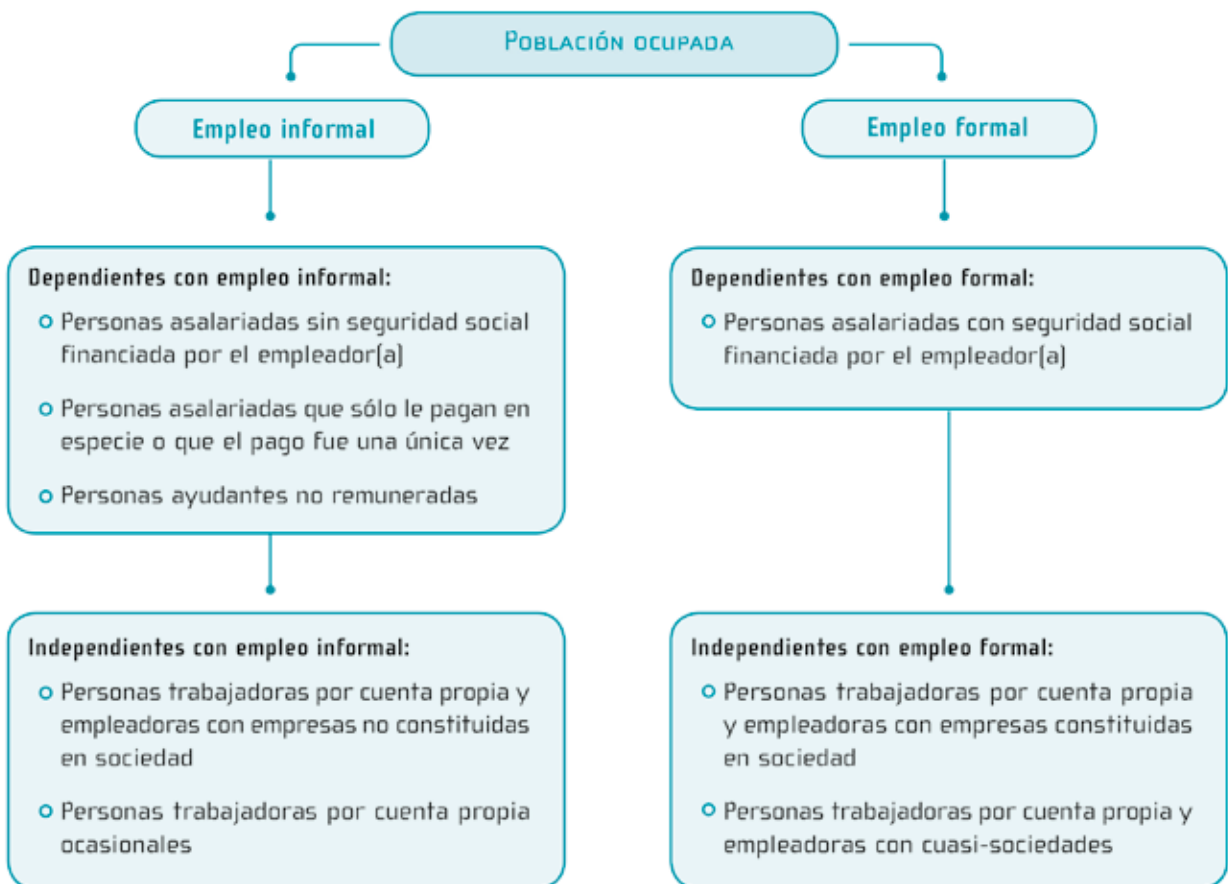 POBLACIÓN OCUPADA
Empleo informal
Empleo formal
Dependientes con empleo informal:
Personas asalariadas sin seguridad social
financiada por el empleador(a)
Personas asalariadas que sólo le pagan en
especie o que el pago fue una única vez
Personas ayudantes no remuneradas
Dependientes con empleo formal:
Personas asalariadas con seguridad social
financiada por el empleador(a)
Independientes con empleo informal:
Personas trabajadoras por cuenta propia y
empleadoras con empresas no constituidas
en sociedad
Personas trabajadoras por cuenta propia
ocasionales
Independientes con empleo formal:
Personas trabajadoras por cuenta propia
y empleadoras con empresas constituidas
en sociedad
Personas trabajadoras por cuenta propia y
empleadoras con cuasi-sociedades